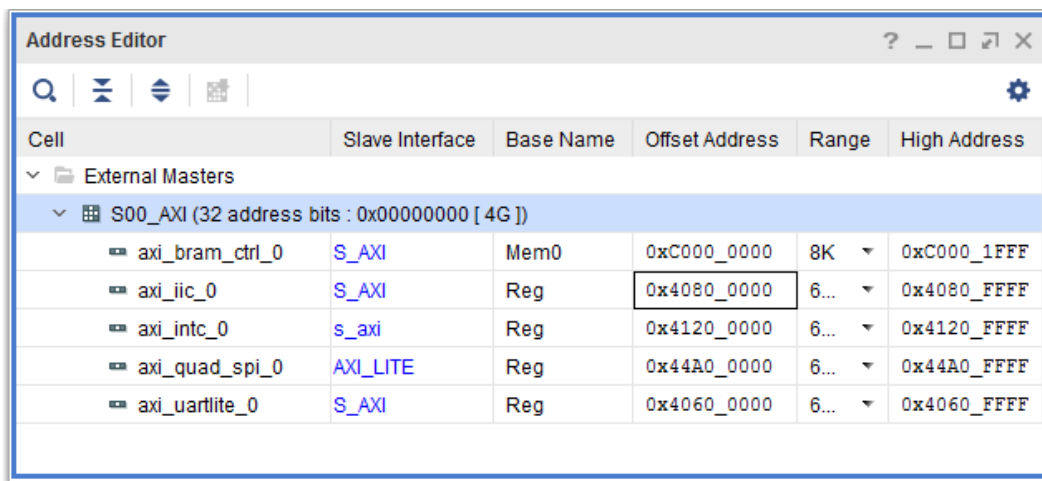 Address Editor
Cell Slave Interface Base Name Offset Address Range High Address
External Masters
S00_AXI (32 address bits : 0x00000000 [ 4G ])
axi_bram_ctrl_0 S_AXI Mem0 0xC000_0000 8K 0xC000_1FFF
axi_iic_0 S_AXI Reg 0x4080_0000 6... 0x4080_FFFF
axi_intc_0 s_axi Reg 0x4120_0000 6... 0x4120_FFFF
axi_quad_spi_0 AXI_LITE Reg 0x44A0_0000 6... 0x44A0_FFFF
axi_uartlite_0 S_AXI Reg 0x4060_0000 6... 0x4060_FFFF